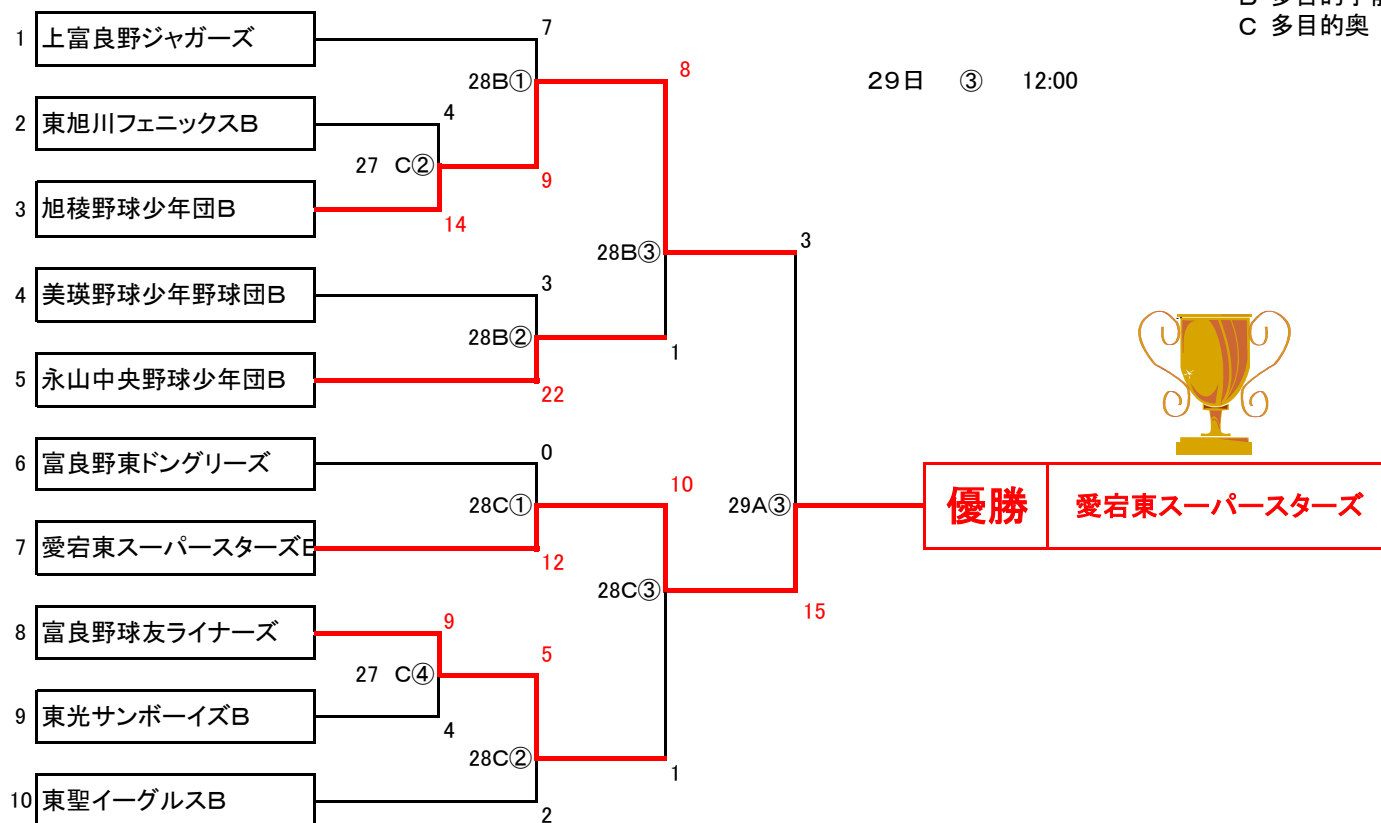 B 多目的手前
C 多目的奥
29日 ③ 12:00
1 上富良野ジャガーズ
7
28B①
8
2 東旭川フェニックスB
4
27 C②
9
3 旭稜野球少年団B
14
28B③
3
4 美瑛野球少年野球団B
3
28B②
1
5 永山中央野球少年団B
22
6 富良野東ドングリーズ
0
10
28C①
29A③
優勝 愛宕東スーパースターズ
7 愛宕東スーパースターズB
12
28C③
15
8 富良野球友ライナーズ
9
5
27 C④
9 東光サンボーイズB
4
28C②
1
10 東聖イーグルスB
2